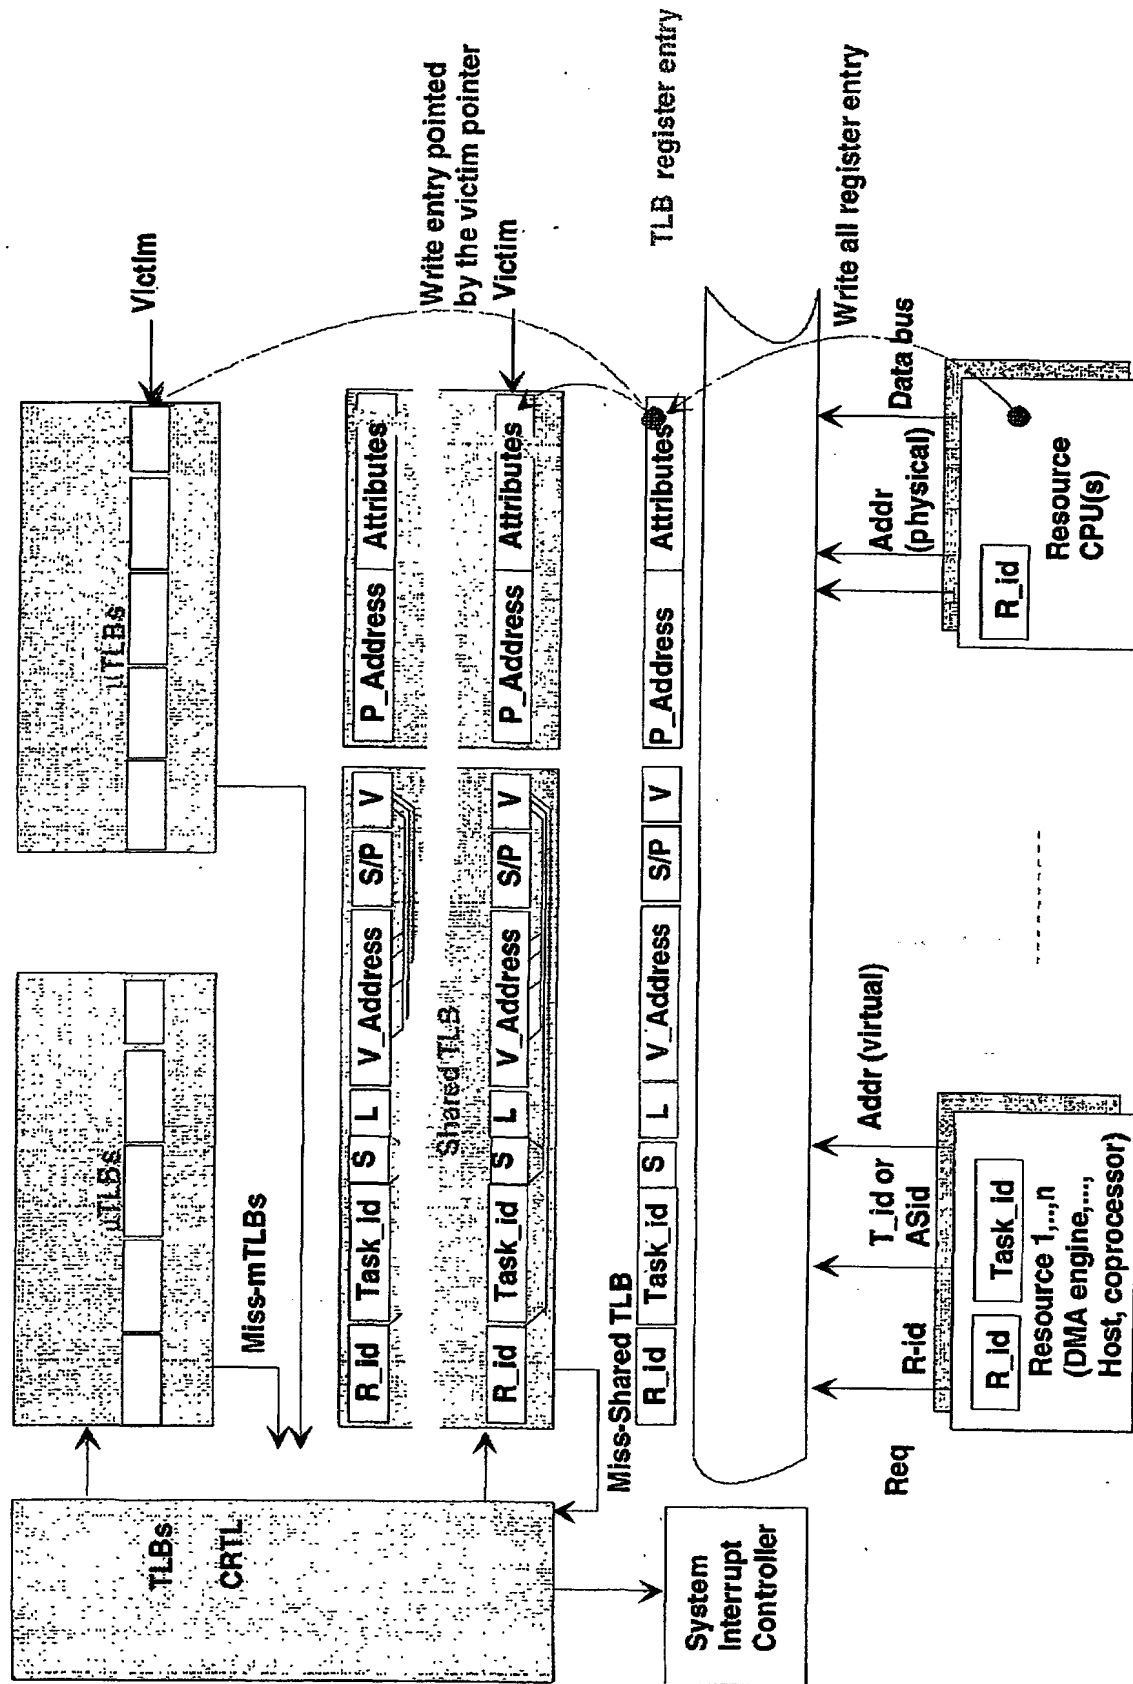 TLBs
CRTL
µTLBs
µTLBs
Victim
Miss-mTLBs
R_id Task_id S L V_Address S/P V P_Address Attributes
Shared TLB
R_id Task_id S L V_Address S/P V P_Address Attributes
Write entry pointed
by the victim pointer
Victim
Miss-Shared TLB
R_id Task_id S L V_Address S/P V P_Address Attributes
TLB register entry
System
Interrupt
Controller
Write all register entry
Req
R-id
T_id or
ASid
Addr (virtual)
Addr
(physical)
Data bus
R_id Task_id
Resource 1,..,n
(DMA engine,...,
Host, coprocessor)
R_id
Resource
CPU(s)